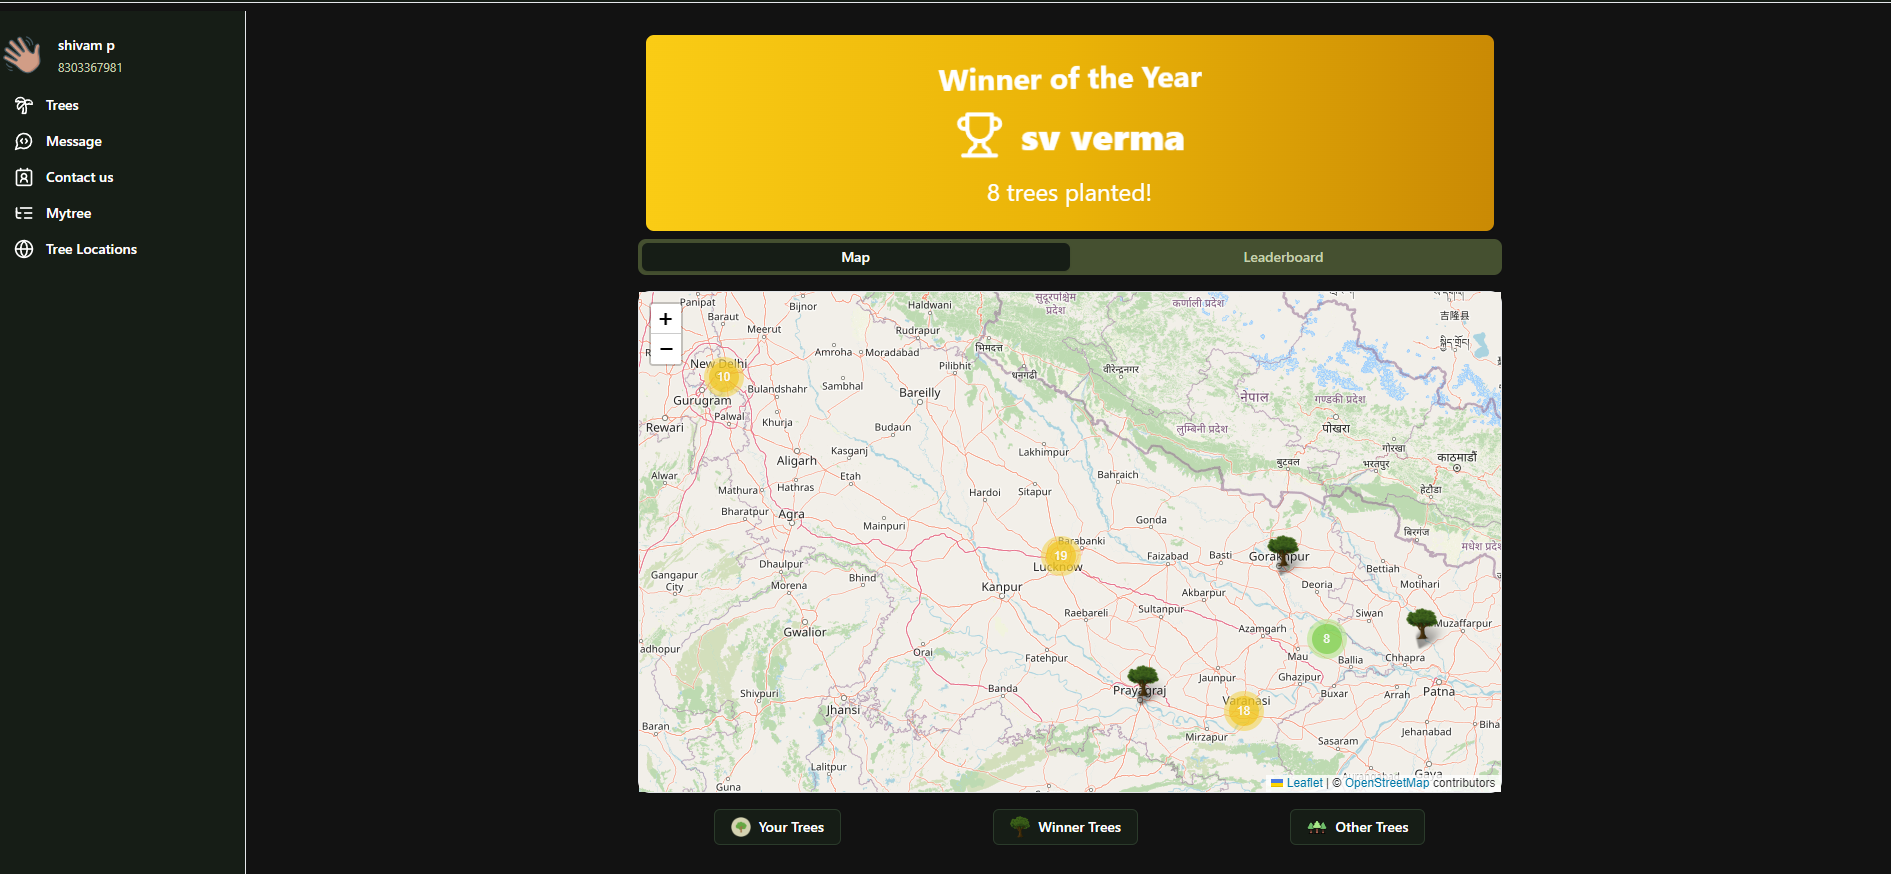 shivam p
8303367981
Trees
Message
Contact us
Mytree
Tree Locations
Winner of the Year
sv verma
8 trees planted!
Map
Leaderboard
+
−
Panipat
Bijnor
Haldwani
सुदूरपश्चिम
प्रदेश
कर्णाली प्रदेश
吉隆县
Baraut
Meerut
Rudrapur
भिमदत्त
Amroha
Moradabad
New Delhi
10
Pilibhit
धनगढी
वीरेन्द्रनगर
Bulandshahr
Sambhal
Bareilly
Gurugram
नेपाल
गण्डकी प्रदेश
Palwal
Khurja
Rewari
Budaun
लुम्बिनी प्रदेश
पोखरा
Kasganj
Lakhimpur
गोरखा
Aligarh
बुटवल
भरतपुर
काठमाडौं
Alwar
Etah
Bahraich
Mathura
Hathras
Hardoi
Sitapur
हेटौडा
Bharatpur
Agra
Mainpuri
Gonda
बिरगंज
19
Barabanki
Lucknow
Faizabad
Basti
Gorakhpur
मधेश प्रदेश
Dhaulpur
Bettiah
Gangapur
City
Morena
Bhind
Kanpur
Deoria
Motihari
Akbarpur
Raebareli
Sultanpur
Siwan
Gwalior
Azamgarh
8
Muzaffarpur
adhopur
Orai
Fatehpur
Mau
Ballia
Chhapra
Jaunpur
Ghazipur
Shivpuri
Banda
Prayagraj
Buxar
Arrah
Patna
Jhansi
Varanasi
18
Baran
Biha
Mirzapur
Sasaram
Jehanabad
Lalitpur
Guna
Gaya
Leaflet | © OpenStreetMap contributors
Your Trees
Winner Trees
Other Trees